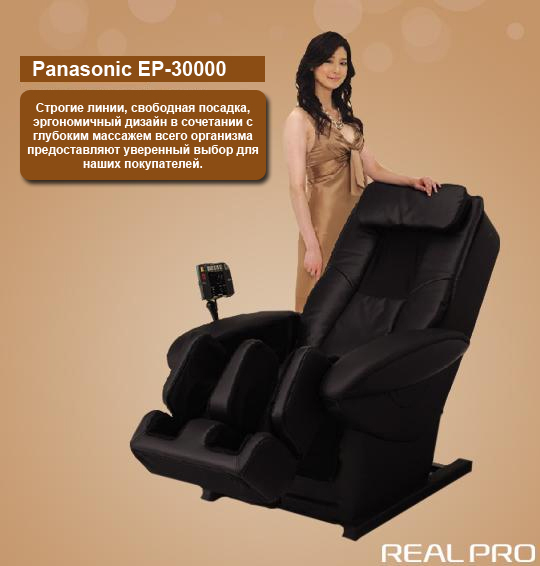 Panasonic EP-30000
Строгие линии, свободная посадка,
эргономичный дизайн в сочетании с
глубоким массажем всего организма
предоставляют уверенный выбор для
наших покупателей.
REAL PRO